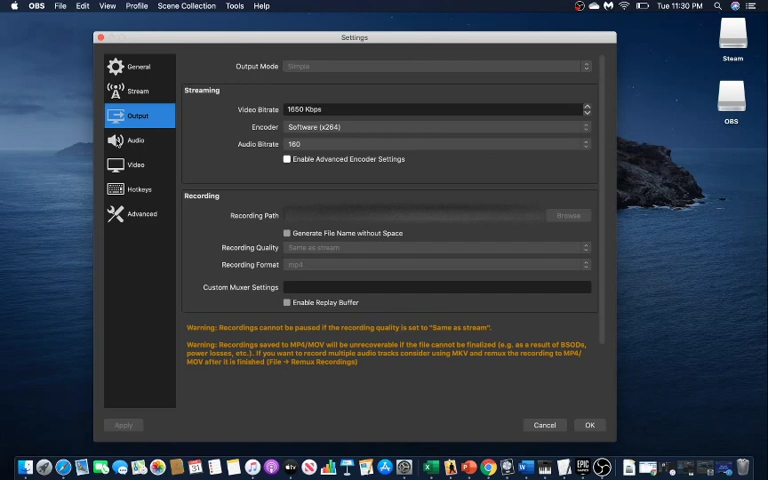 OBS File Edit View Profile Scene Collection Tools Help Tue 11:30 PM
Settings
General
Stream
Output
Audio
Video
Hotkeys
Advanced
Output Mode Simple
Streaming
Video Bitrate 1650 Kbps
Encoder Software (x264)
Audio Bitrate 160
Enable Advanced Encoder Settings
Recording
Recording Path Browse
Generate File Name without Space
Recording Quality Same as stream
Recording Format mp4
Custom Muxer Settings
Enable Replay Buffer
Warning: Recordings cannot be paused if the recording quality is set to "Same as stream".
Warning: Recordings saved to MP4/MOV will be unrecoverable if the file cannot be finalized (e.g. as a result of BSODs,
power losses, etc.). If you want to record multiple audio tracks consider using MKV and remux the recording to MP4/
MOV after it is finished (File → Remux Recordings)
Apply Cancel OK
Steam
OBS